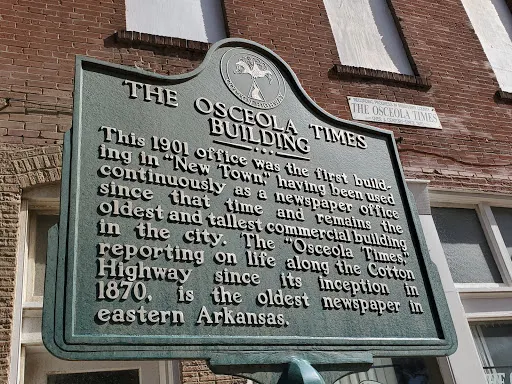 THE OSCEOLA TIMES
BUILDING
This 1901 office was the first build-
ing in "New Town," having been used
continuously as a newspaper office
since that time and remains the
oldest and tallest commercial building
in the city. The "Osceola Times,"
reporting on life along the Cotton
Highway since its inception in
1870, is the oldest newspaper in
eastern Arkansas.
THE OSCEOLA TIMES